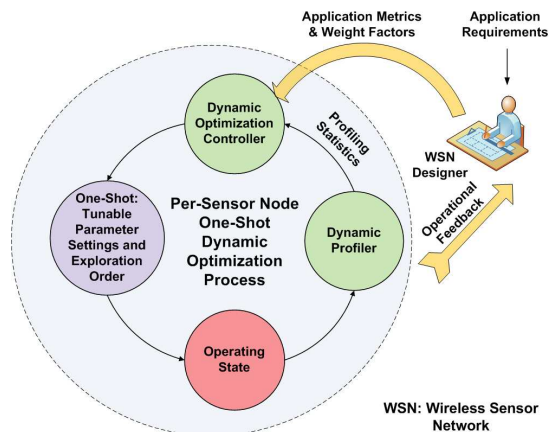 Application Metrics
& Weight Factors
Application
Requirements
Dynamic
Optimization
Controller
Profiling
Statistics
WSN
Designer
One-Shot:
Tunable
Parameter
Settings and
Exploration
Order
Per-Sensor Node
One-Shot
Dynamic
Optimization
Process
Dynamic
Profiler
Operational
Feedback
Operating
State
WSN: Wireless Sensor
Network